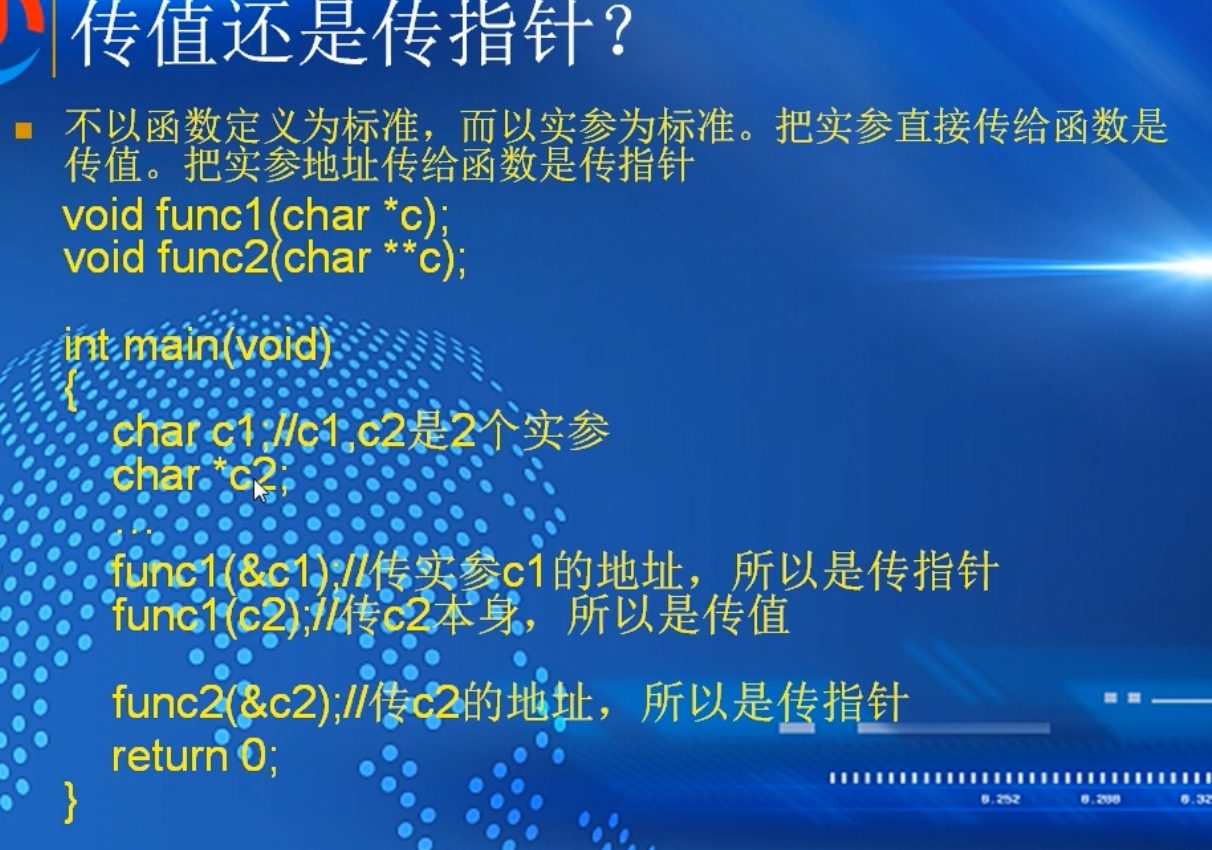 传值还是传指针？
不以函数定义为标准，而以实参为标准。把实参直接传给函数是
传值。把实参地址传给函数是传指针
void func1(char *c);
void func2(char **c);
int main(void)
{
char c1;//c1,c2是2个实参
char *c2;
...
func1(&c1);//传实参c1的地址，所以是传指针
func1(c2);//传c2本身，所以是传值
func2(&c2);//传c2的地址，所以是传指针
return 0;
}
0.252 0.288